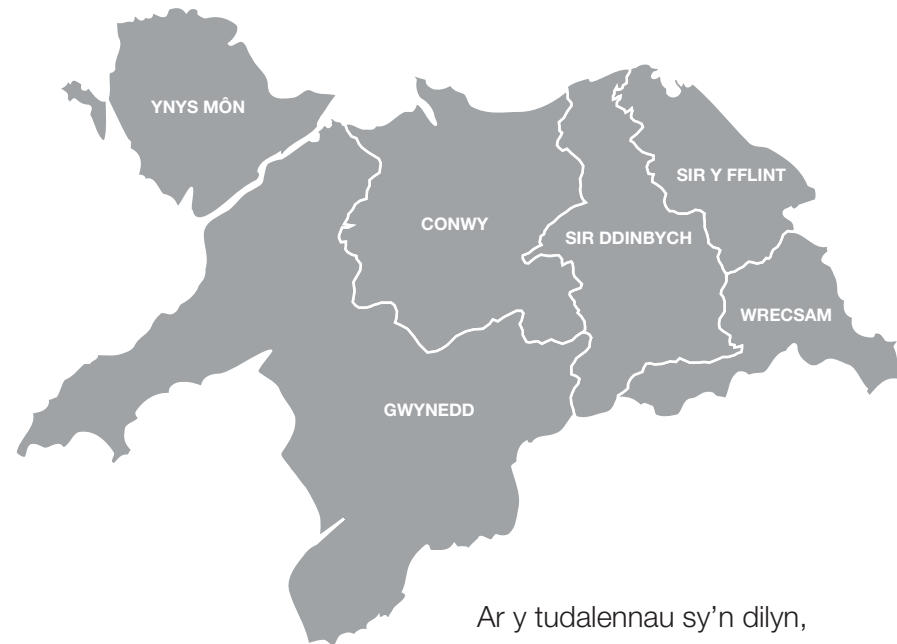 YNYS MÔN
SIR Y FFLINT
CONWY
SIR DDINBYCH
WRECSAM
GWYNEDD
Ar y tudalennau sy’n dilyn,